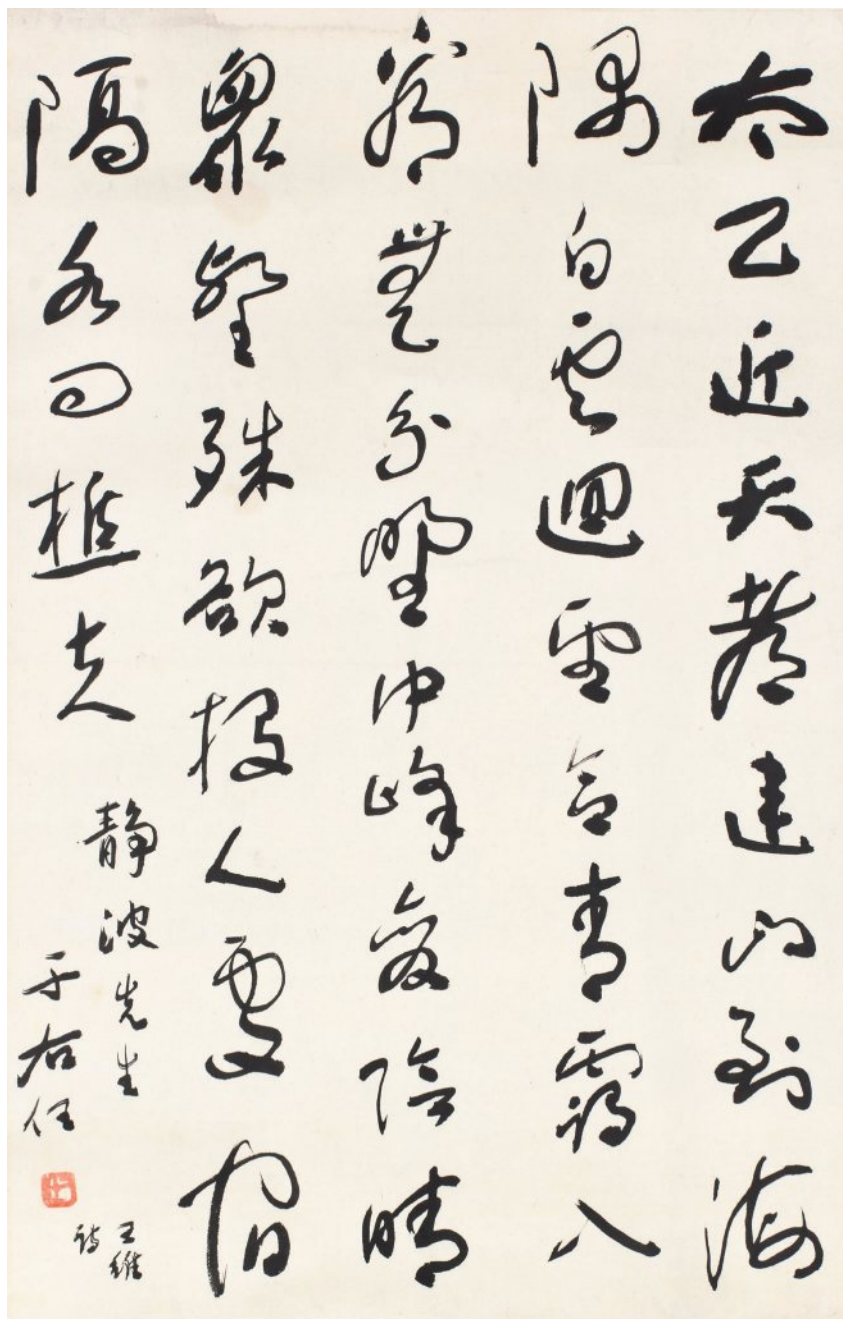 太乙近天都連山到海
隅白雲迴望合青靄入
看無分野中峰變陰晴
衆壑殊欲投人處宿
隔水問樵夫
靜波先生
于右任
王維
詩